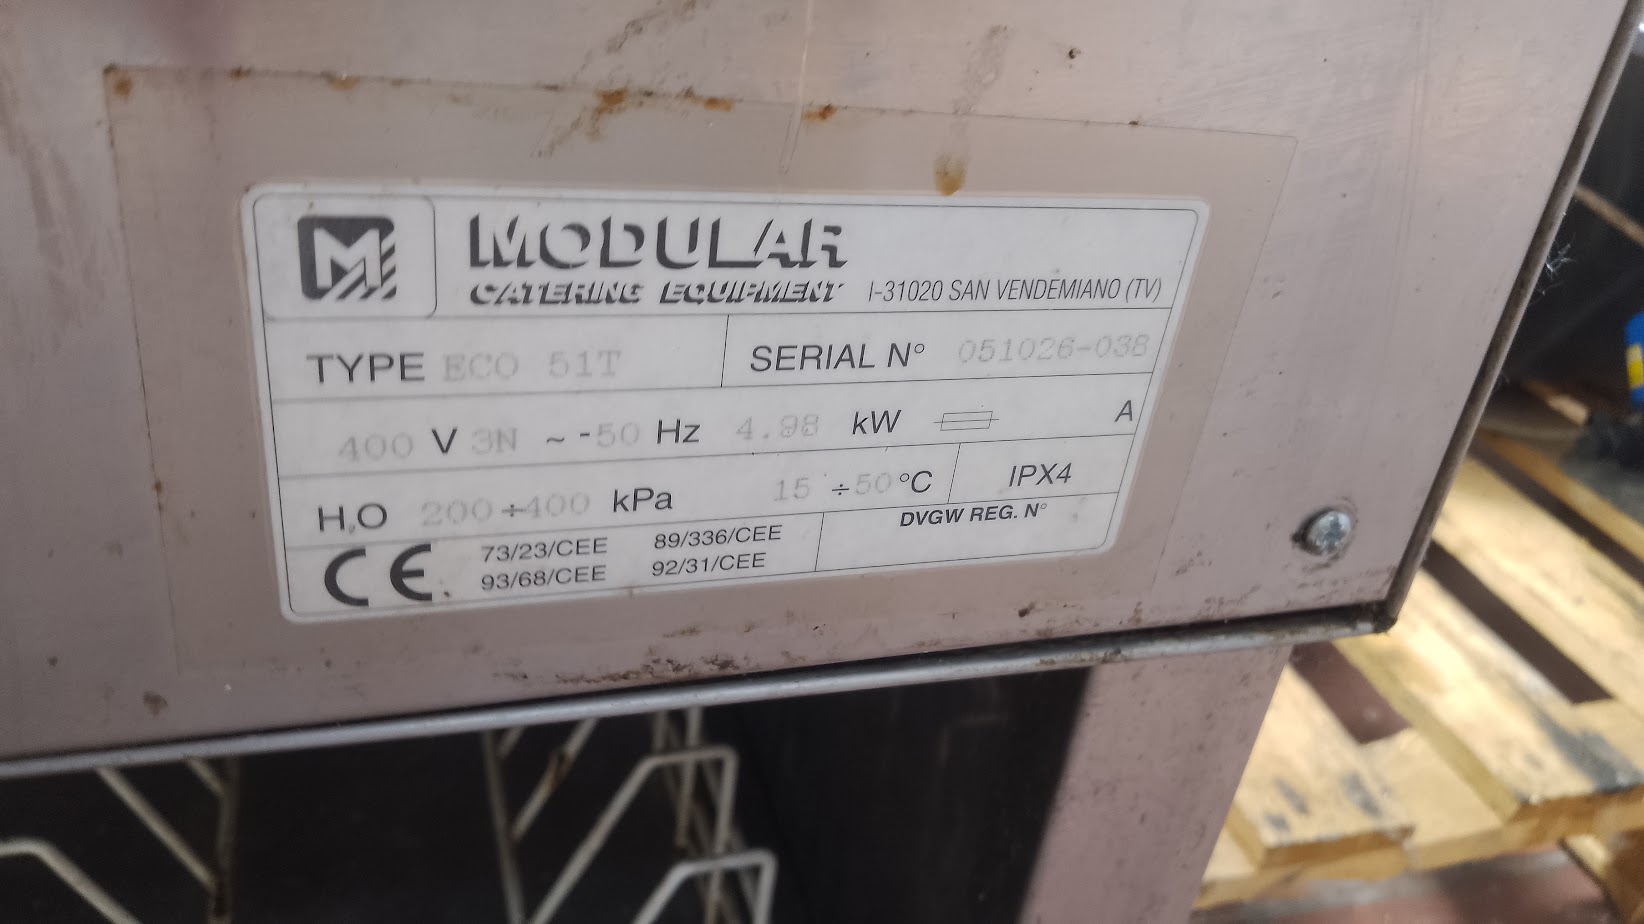 M MODULAR
CATERING EQUIPMENT I-31020 SAN VENDEMIANO (TV)
TYPE ECO 51T SERIAL N° 051026-038
400 V 3N ~ -50 Hz 4.98 kW A
H₂O 200÷400 kPa 15 ÷50 °C IPX4
CE 73/23/CEE 89/336/CEE DVGW REG. N°
93/68/CEE 92/31/CEE